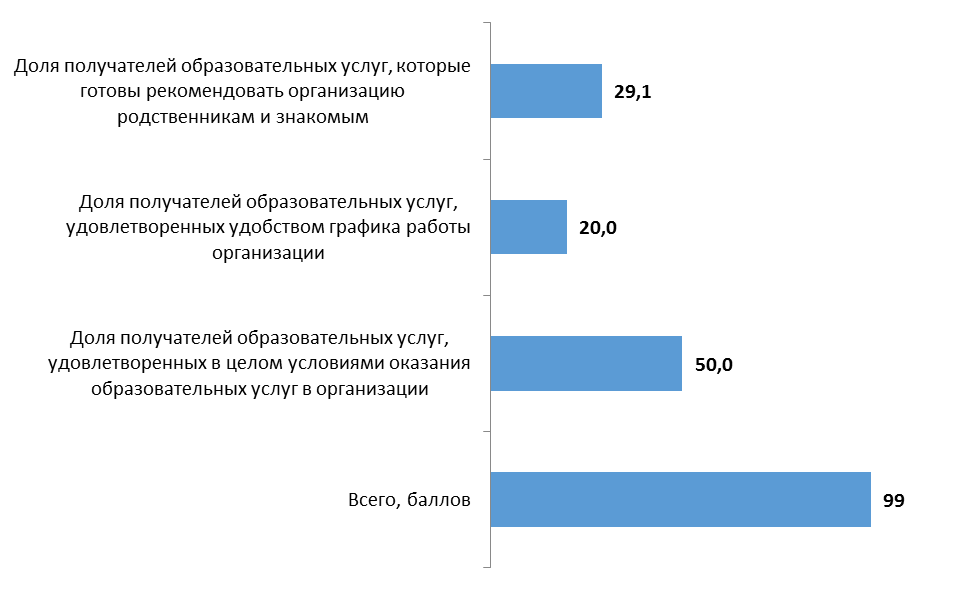 Доля получателей образовательных услуг, которые
готовы рекомендовать организацию
родственникам и знакомым
29,1
Доля получателей образовательных услуг,
удовлетворенных удобством графика работы
организации
20,0
Доля получателей образовательных услуг,
удовлетворенных в целом условиями оказания
образовательных услуг в организации
50,0
Всего, баллов
99